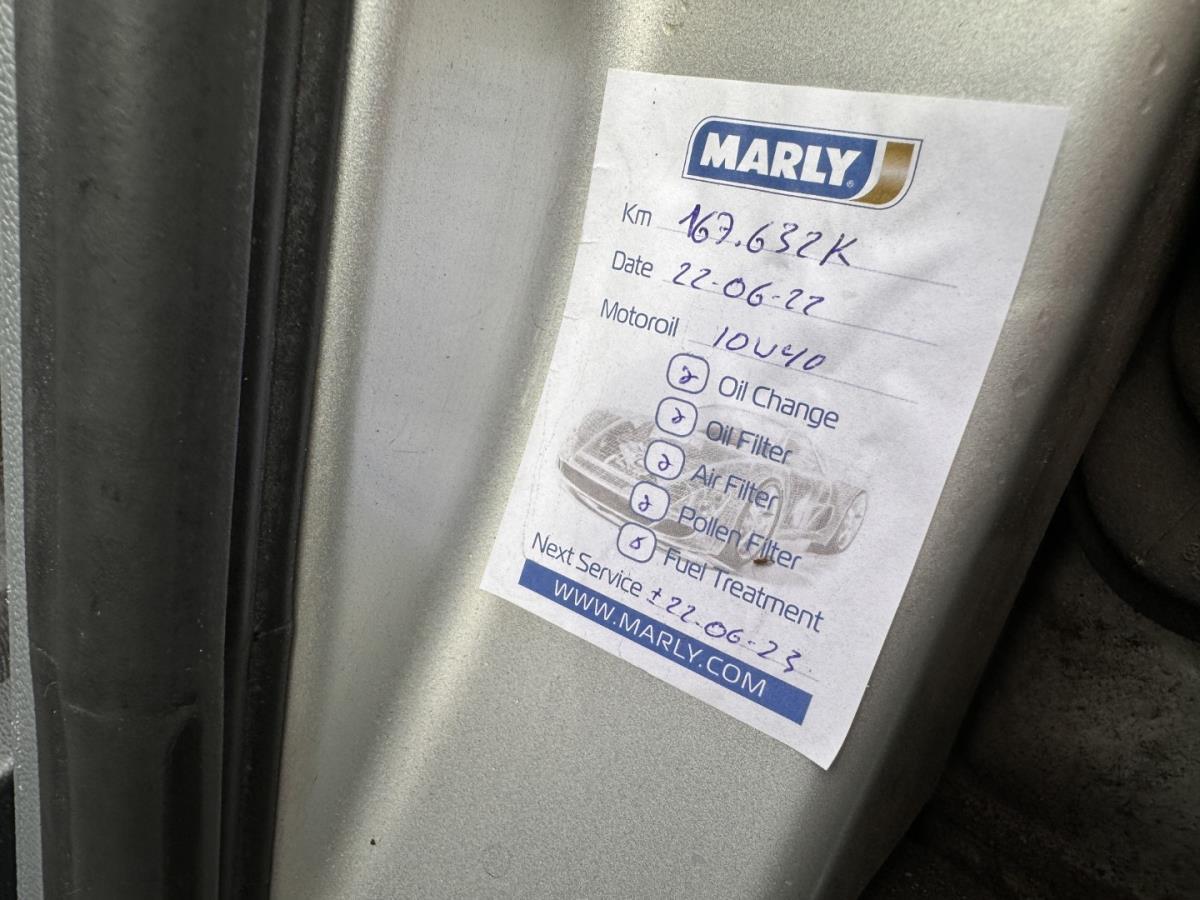 MARLY®
Km 167.632K
Date 22-06-22
Motoroil 10W40
Oil Change
Oil Filter
Air Filter
Pollen Filter
Fuel Treatment
Next Service ± 22-06-23
WWW.MARLY.COM